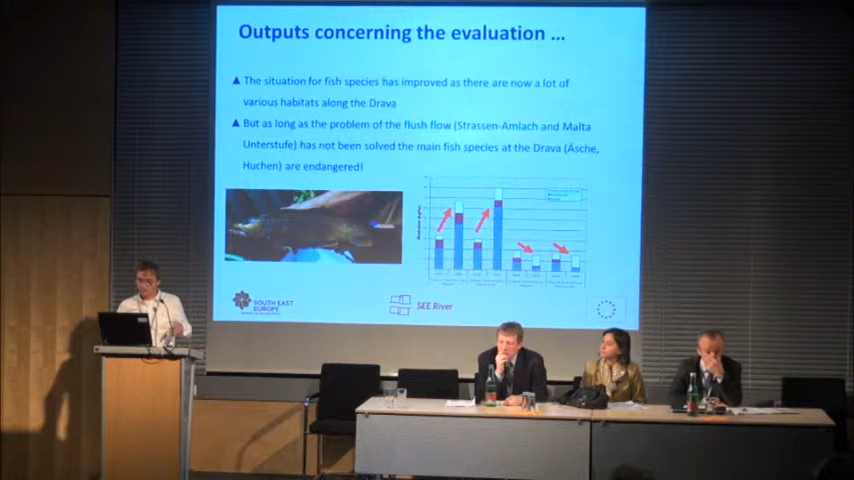 Outputs concerning the evaluation ...
▲ The situation for fish species has improved as there are now a lot of
various habitats along the Drava
▲ But as long as the problem of the flush flow (Strassen-Amlach and Malta
Unterstufe) has not been solved the main fish species at the Drava (Äsche,
Huchen) are endangered!
SOUTH EAST
EUROPE
SEE River